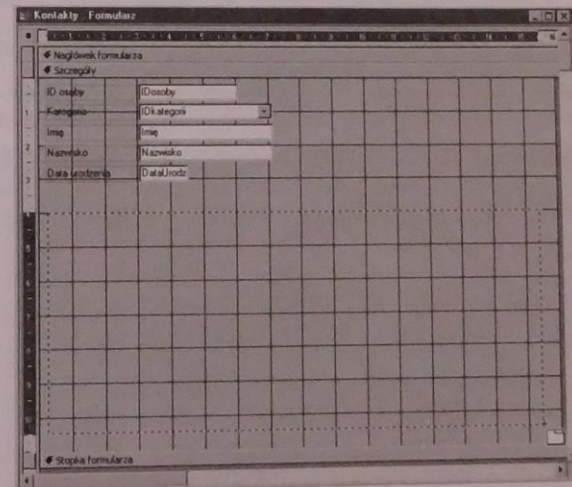 Kontakty - Formularz
Nagłówek formularza
Szczegóły
ID osoby IDosoby
Kategoria IDkategorii
Imię Imię
Nazwisko Nazwisko
Data urodzenia DataUrodz
Stopka formularza